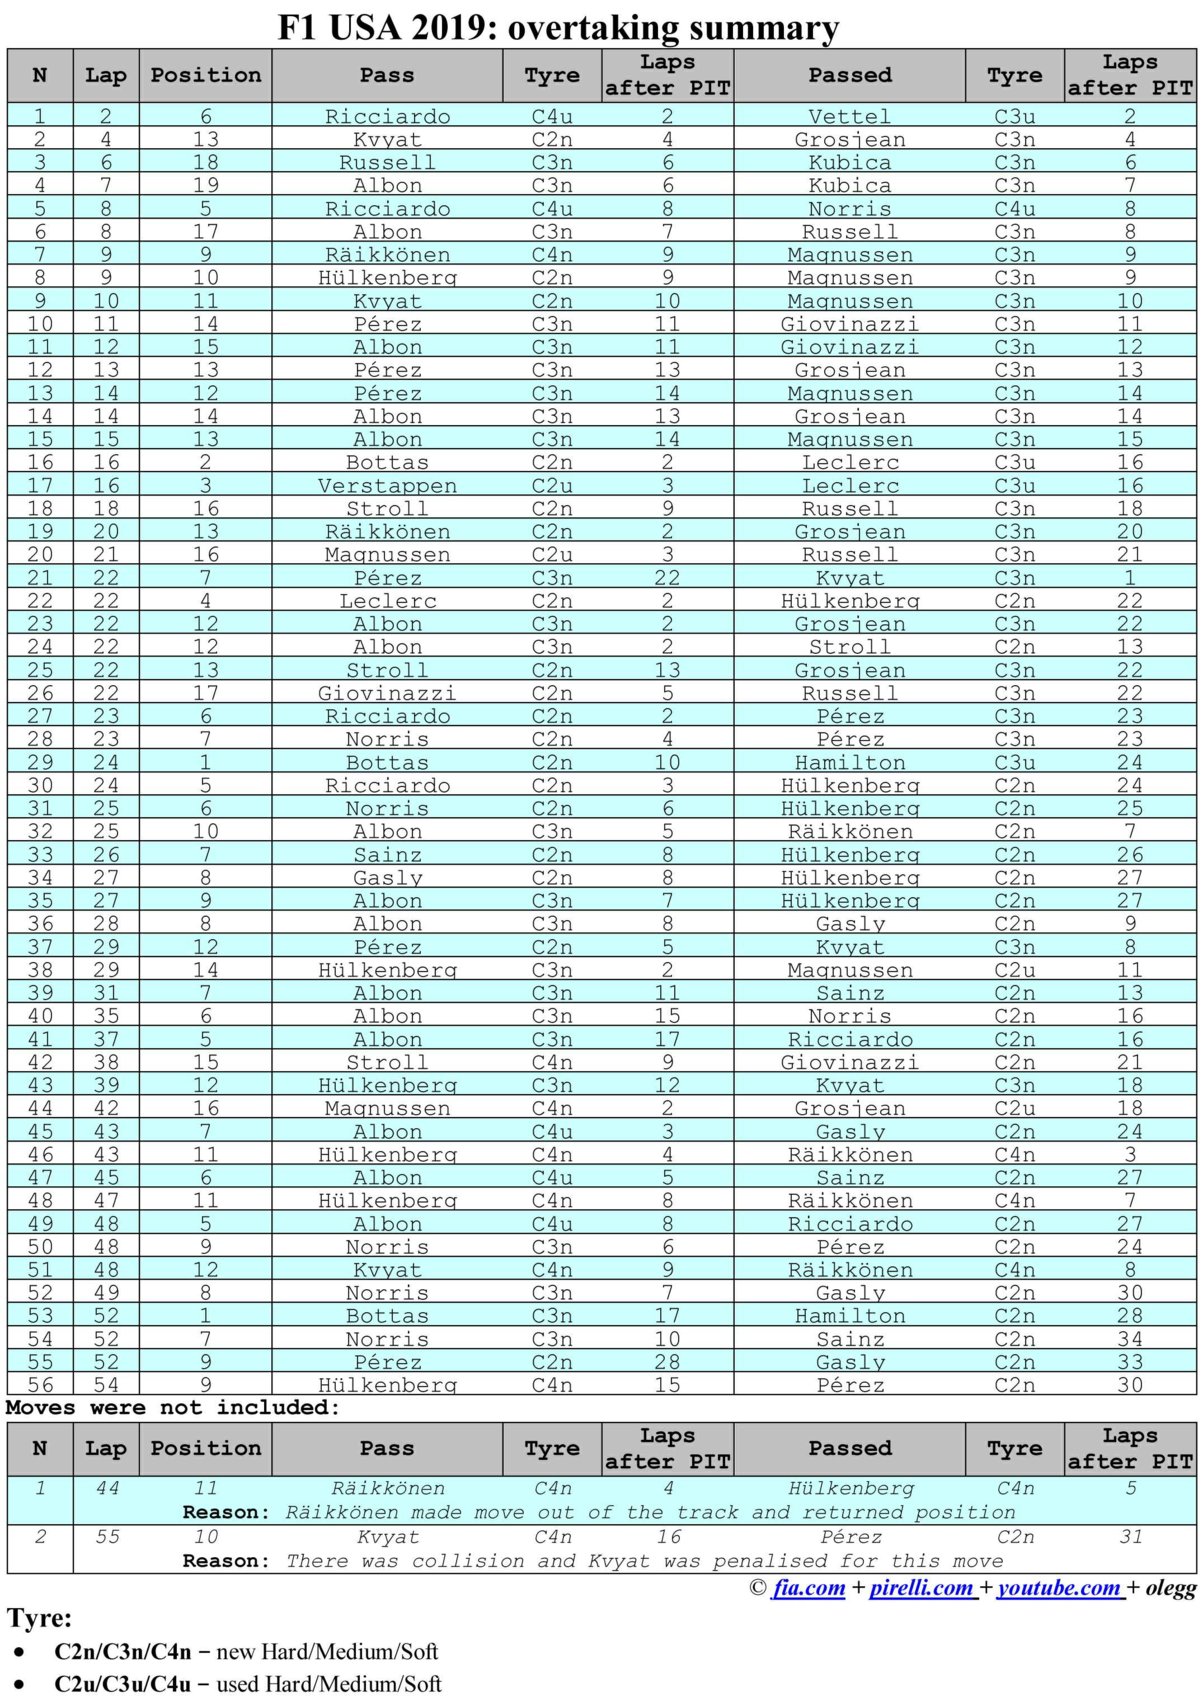 F1 USA 2019: overtaking summary
N Lap Position Pass Tyre Laps after PIT Passed Tyre Laps after PIT
1 2 6 Ricciardo C4u 2 Vettel C3u 2
2 4 13 Kvyat C2n 4 Grosjean C3n 4
3 6 18 Russell C3n 6 Kubica C3n 6
4 7 19 Albon C3n 6 Kubica C3n 7
5 8 5 Ricciardo C4u 8 Norris C4u 8
6 8 17 Albon C3n 7 Russell C3n 8
7 9 9 Räikkönen C4n 9 Magnussen C3n 9
8 9 10 Hülkenberg C2n 9 Magnussen C3n 9
9 10 11 Kvyat C2n 10 Magnussen C3n 10
10 11 14 Pérez C3n 11 Giovinazzi C3n 11
11 12 15 Albon C3n 11 Giovinazzi C3n 12
12 13 13 Pérez C3n 13 Grosjean C3n 13
13 14 12 Pérez C3n 14 Magnussen C3n 14
14 14 14 Albon C3n 13 Grosjean C3n 14
15 15 13 Albon C3n 14 Magnussen C3n 15
16 16 2 Bottas C2n 2 Leclerc C3u 16
17 16 3 Verstappen C2u 3 Leclerc C3u 16
18 18 16 Stroll C2n 9 Russell C3n 18
19 20 13 Räikkönen C2n 2 Grosjean C3n 20
20 21 16 Magnussen C2u 3 Russell C3n 21
21 22 7 Pérez C3n 22 Kvyat C3n 1
22 22 4 Leclerc C2n 2 Hülkenberg C2n 22
23 22 12 Albon C3n 2 Grosjean C3n 22
24 22 12 Albon C3n 2 Stroll C2n 13
25 22 13 Stroll C2n 13 Grosjean C3n 22
26 22 17 Giovinazzi C2n 5 Russell C3n 22
27 23 6 Ricciardo C2n 2 Pérez C3n 23
28 23 7 Norris C2n 4 Pérez C3n 23
29 24 1 Bottas C2n 10 Hamilton C3u 24
30 24 5 Ricciardo C2n 3 Hülkenberg C2n 24
31 25 6 Norris C2n 6 Hülkenberg C2n 25
32 25 10 Albon C3n 5 Räikkönen C2n 7
33 26 7 Sainz C2n 8 Hülkenberg C2n 26
34 27 8 Gasly C2n 8 Hülkenberg C2n 27
35 27 9 Albon C3n 7 Hülkenberg C2n 27
36 28 8 Albon C3n 8 Gasly C2n 9
37 29 12 Pérez C2n 5 Kvyat C3n 8
38 29 14 Hülkenberg C3n 2 Magnussen C2u 11
39 31 7 Albon C3n 11 Sainz C2n 13
40 35 6 Albon C3n 15 Norris C2n 16
41 37 5 Albon C3n 17 Ricciardo C2n 16
42 38 15 Stroll C4n 9 Giovinazzi C2n 21
43 39 12 Hülkenberg C3n 12 Kvyat C3n 18
44 42 16 Magnussen C4n 2 Grosjean C2u 18
45 43 7 Albon C4u 3 Gasly C2n 24
46 43 11 Hülkenberg C4n 4 Räikkönen C4n 3
47 45 6 Albon C4u 5 Sainz C2n 27
48 47 11 Hülkenberg C4n 8 Räikkönen C4n 7
49 48 5 Albon C4u 8 Ricciardo C2n 27
50 48 9 Norris C3n 6 Pérez C2n 24
51 48 12 Kvyat C4n 9 Räikkönen C4n 8
52 49 8 Norris C3n 7 Gasly C2n 30
53 52 1 Bottas C3n 17 Hamilton C2n 28
54 52 7 Norris C3n 10 Sainz C2n 34
55 52 9 Pérez C2n 28 Gasly C2n 33
56 54 9 Hülkenberg C4n 15 Pérez C2n 30
Moves were not included:
N Lap Position Pass Tyre Laps after PIT Passed Tyre Laps after PIT
1 44 11 Räikkönen C4n 4 Hülkenberg C4n 5
Reason: Räikkönen made move out of the track and returned position
2 55 10 Kvyat C4n 16 Pérez C2n 31
Reason: There was collision and Kvyat was penalised for this move
© fia.com + pirelli.com + youtube.com + olegg
Tyre:
• C2n/C3n/C4n – new Hard/Medium/Soft
• C2u/C3u/C4u – used Hard/Medium/Soft